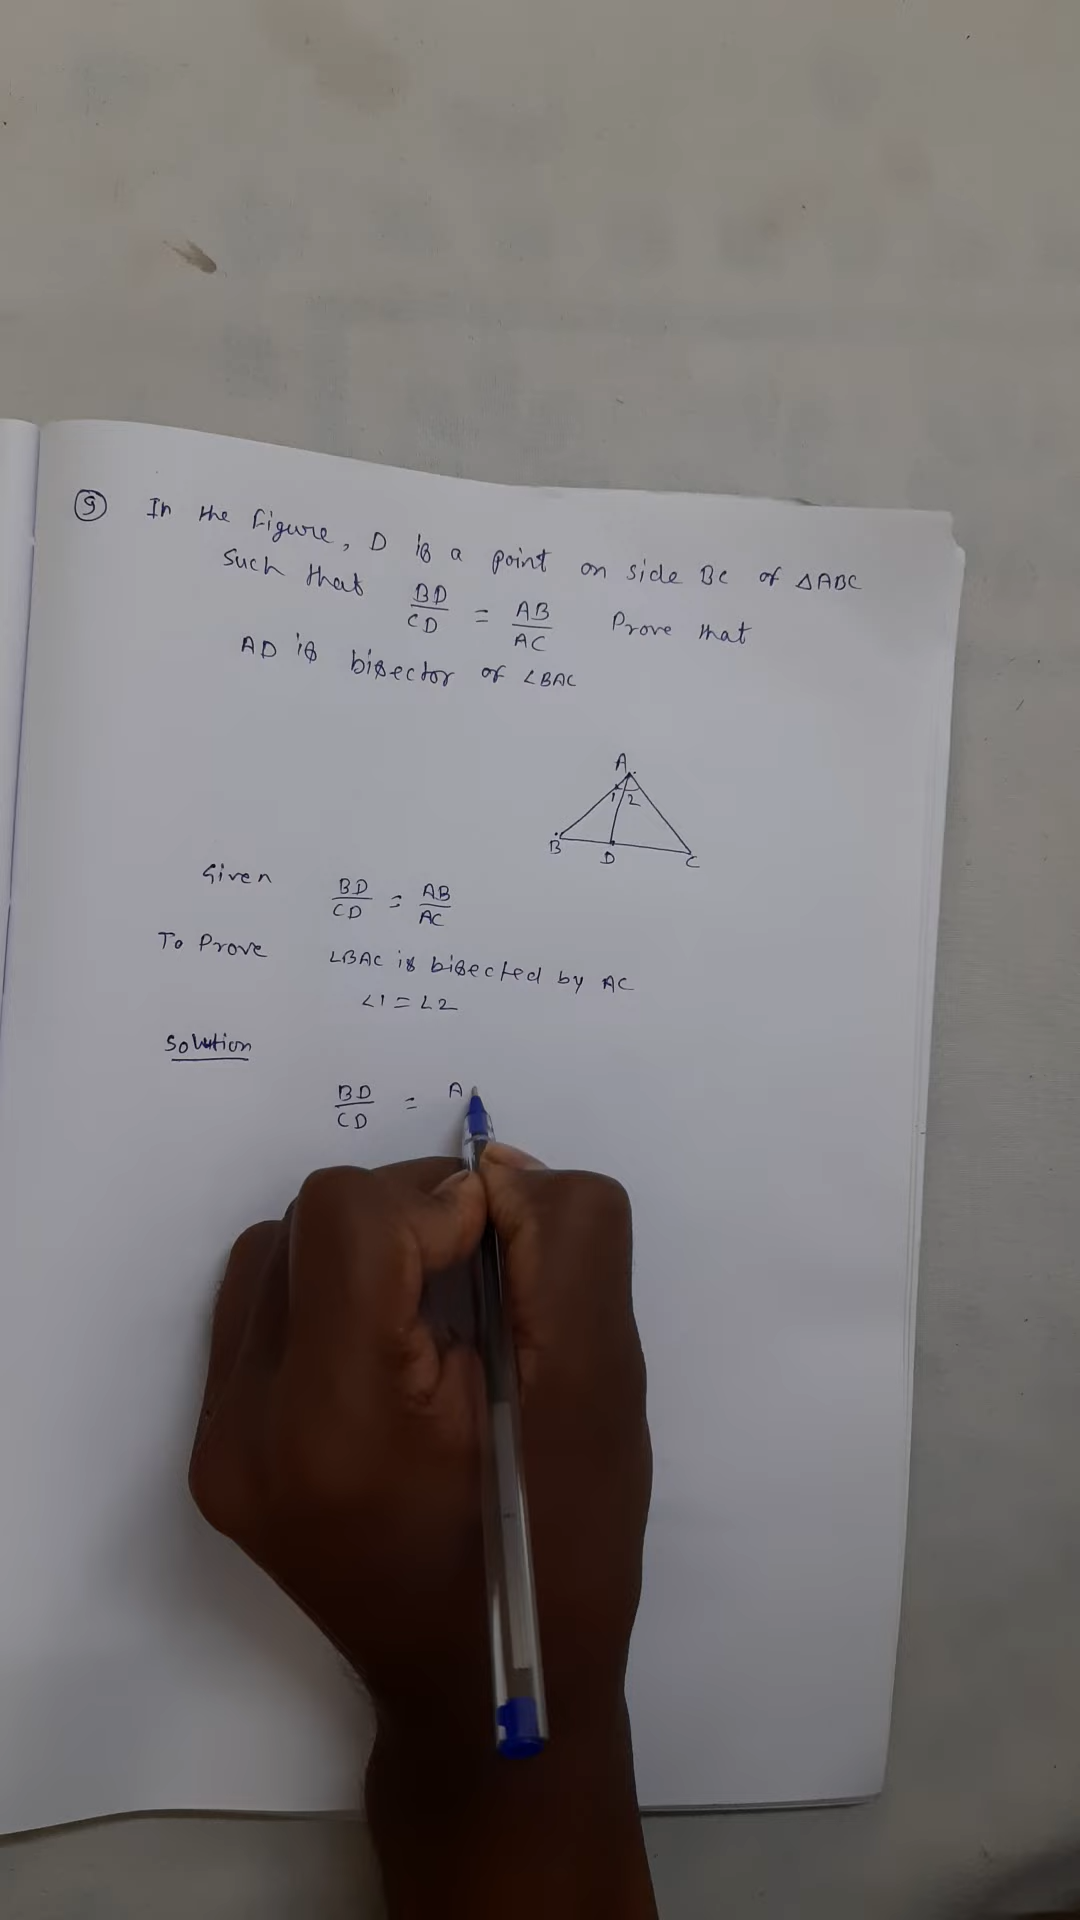 9 In the figure, D is a point on side BC of △ABC
such that BD/CD = AB/AC Prove that
AD is bisector of ∠BAC
A
1 2
B D C
Given BD/CD = AB/AC
To Prove ∠BAC is bisected by AC
∠1 = ∠2
Solution
BD/CD = A